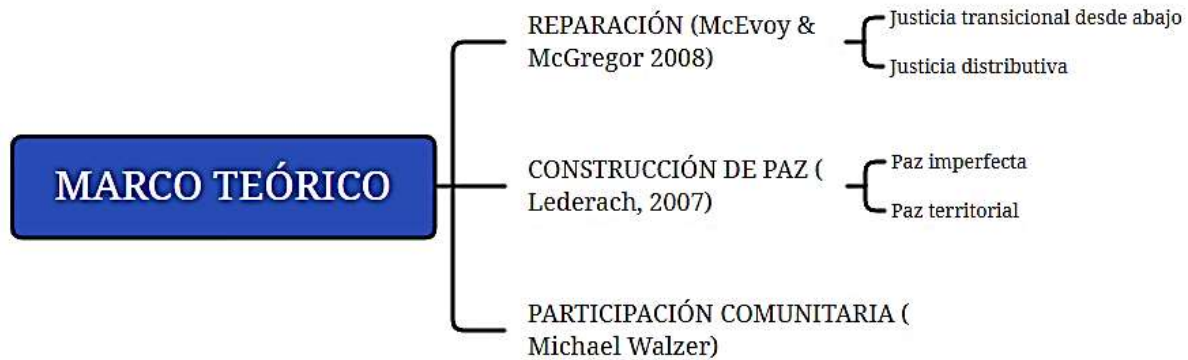 MARCO TEÓRICO
REPARACIÓN (McEvoy &
McGregor 2008)
Justicia transicional desde abajo
Justicia distributiva
CONSTRUCCIÓN DE PAZ (
Lederach, 2007)
Paz imperfecta
Paz territorial
PARTICIPACIÓN COMUNITARIA (
Michael Walzer)